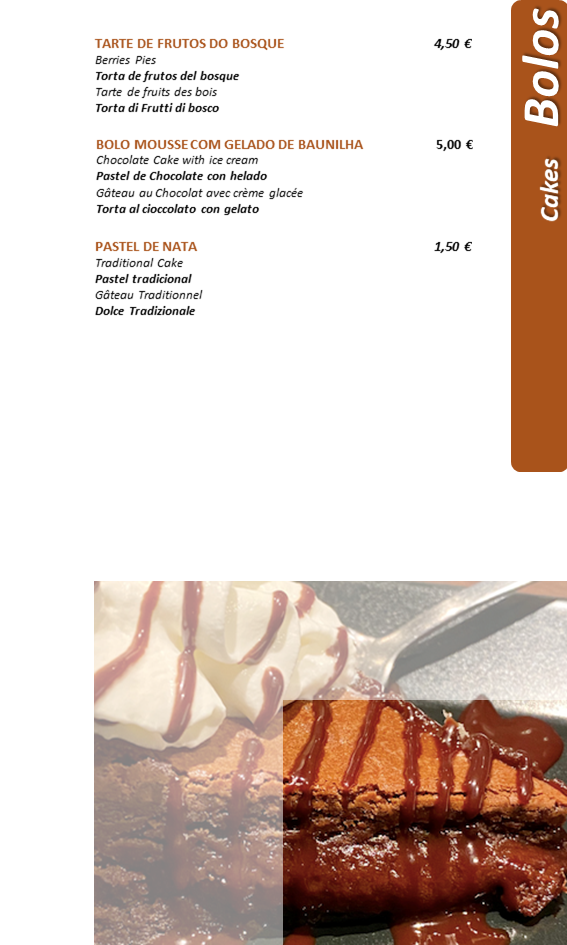 Bolos
Cakes
TARTE DE FRUTOS DO BOSQUE 4,50 €
Berries Pies
Torta de frutos del bosque
Tarte de fruits des bois
Torta di Frutti di bosco
BOLO MOUSSE COM GELADO DE BAUNILHA 5,00 €
Chocolate Cake with ice cream
Pastel de Chocolate con helado
Gâteau au Chocolat avec crème glacée
Torta al cioccolato con gelato
PASTEL DE NATA 1,50 €
Traditional Cake
Pastel tradicional
Gâteau Traditionnel
Dolce Tradizionale